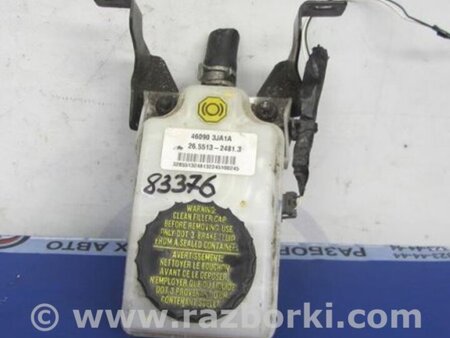 46090 3JA1A
26.5513-2481.3
83376
WARNING:
CLEAN FILLER CAP
BEFORE REMOVING. USE
ONLY DOT 3 BRAKE FLUID
FROM A SEALED CONTAINER
AVERTISSEMENT:
NETTOYER LE BOUCHON
AVANT DE LE DEPOSER
N'EMPLOYER QUE DU LIQUIDE
DOT 3 PROVENANT D'UN
CONTENANT SCELLE
Х АВТО
РАЗБОР
www.razborki.com